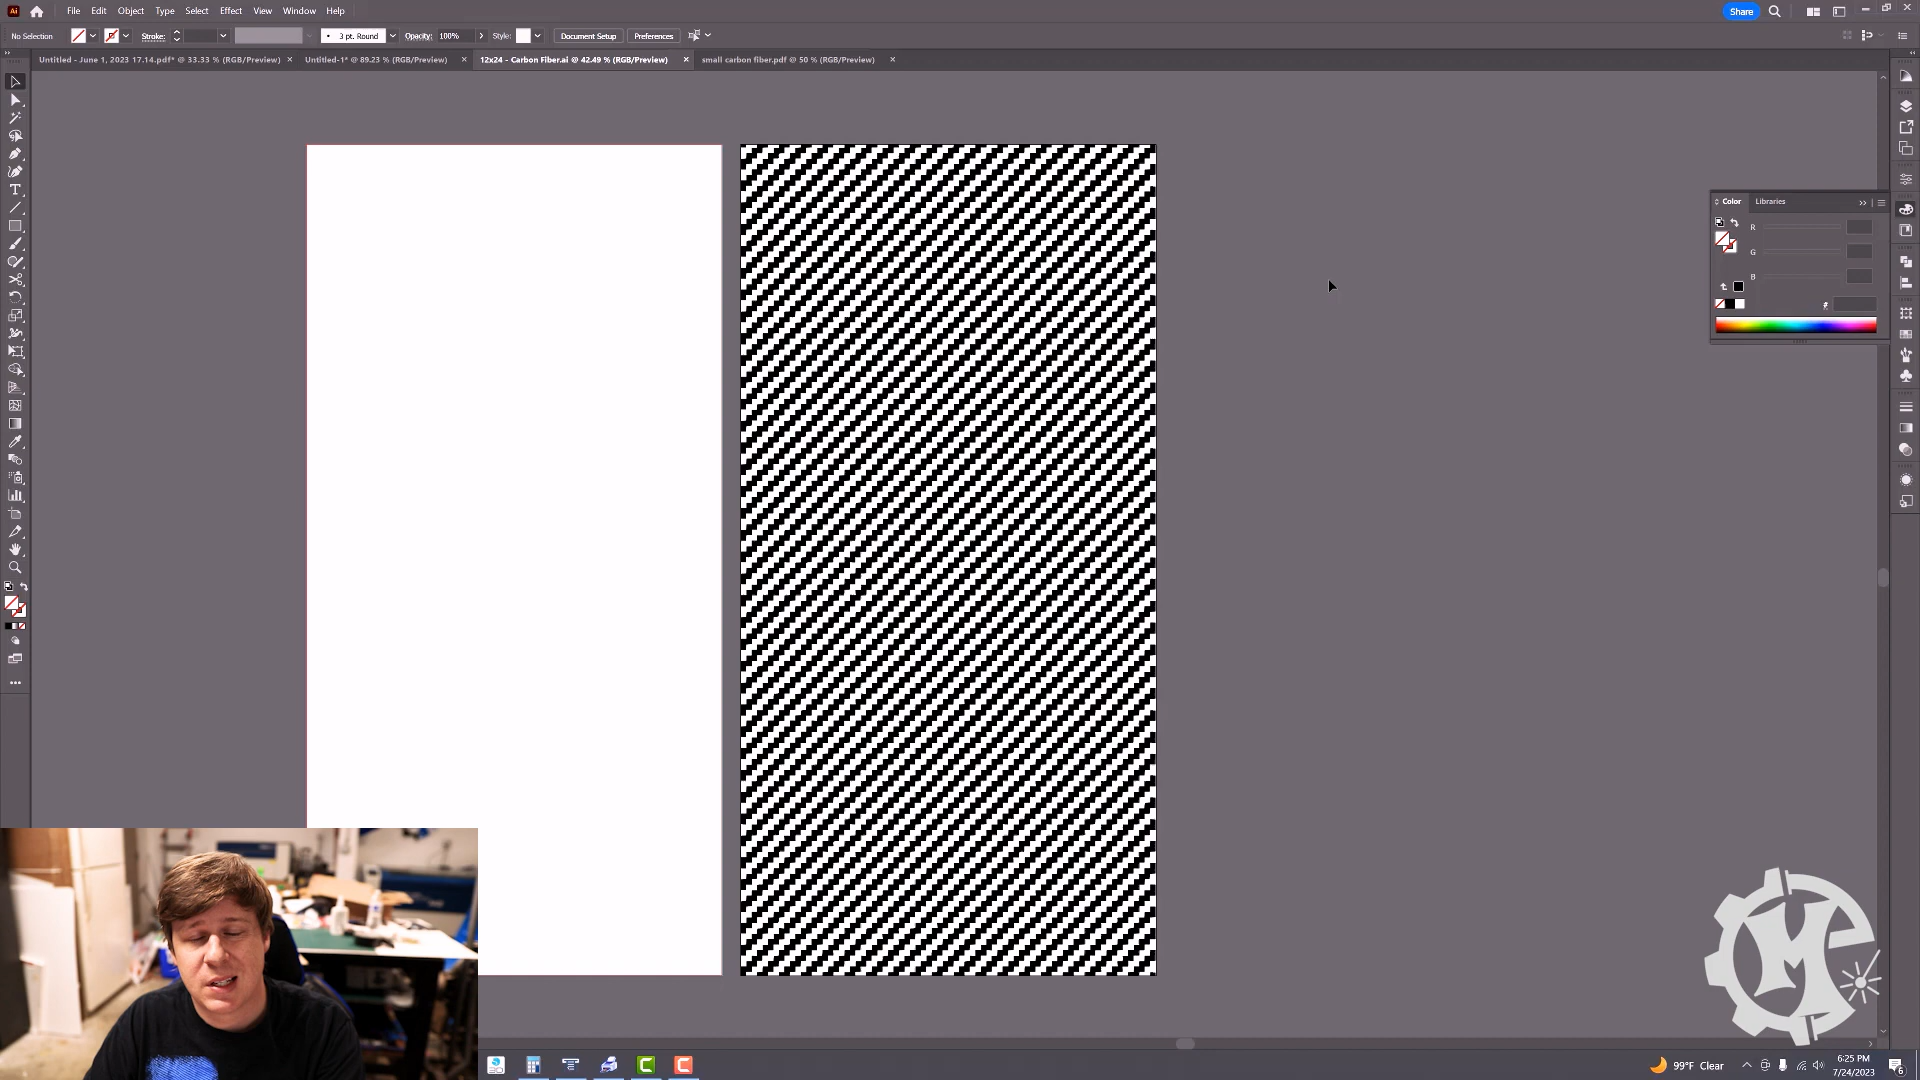 Ai File Edit Object Type Select Effect View Window Help Share
No Selection Stroke: 3 pt. Round Opacity: 100% Style: Document Setup Preferences
Untitled - June 1, 2023 17.14.pdf* @ 33.33 % (RGB/Preview) Untitled-1* @ 89.23 % (RGB/Preview) 12x24 - Carbon Fiber.ai @ 42.49 % (RGB/Preview) small carbon fiber.pdf @ 50 % (RGB/Preview)
Color Libraries
R
G
B
#
M
99°F Clear
6:25 PM
7/24/2023
6